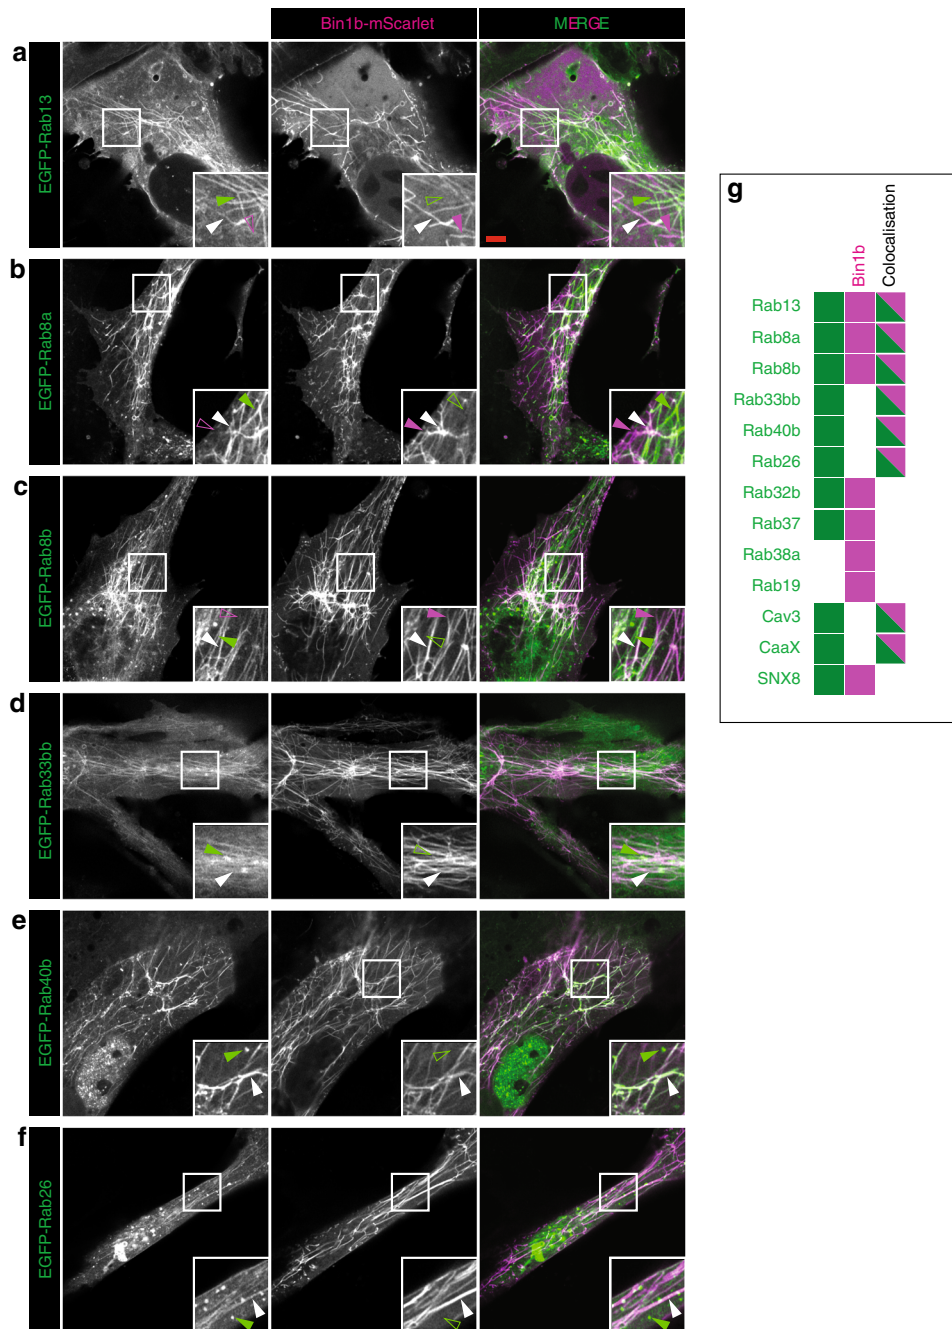 Bin1b-mScarlet MERGE
a
EGFP-Rab13
b
EGFP-Rab8a
c
EGFP-Rab8b
d
EGFP-Rab33bb
e
EGFP-Rab40b
f
EGFP-Rab26
g
Bin1b
Colocalisation
Rab13
Rab8a
Rab8b
Rab33bb
Rab40b
Rab26
Rab32b
Rab37
Rab38a
Rab19
Cav3
CaaX
SNX8